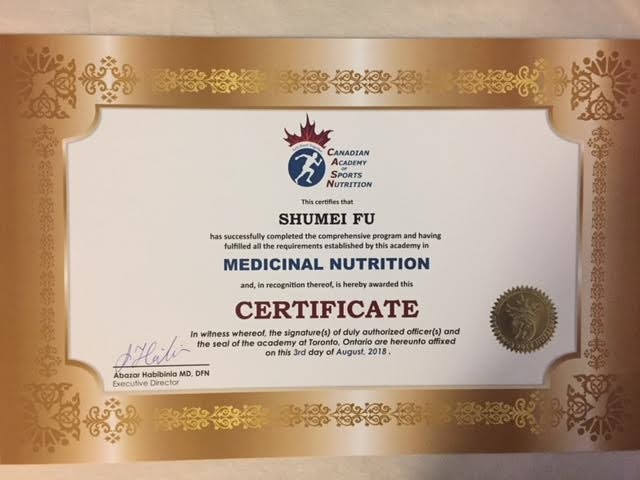 CANADIAN
ACADEMY
OF
SPORTS
NUTRITION
This certifies that
SHUMEI FU
has successfully completed the comprehensive program and having
fulfilled all the requirements established by this academy in
MEDICINAL NUTRITION
and, in recognition thereof, is hereby awarded this
CERTIFICATE
in witness whereof, the signature(s) of duly authorized officer(s) and
the seal of the academy at Toronto, Ontario are hereunto affixed
on this 3rd day of August, 2018 .
Abazar Habibinia MD, DFN
Executive Director